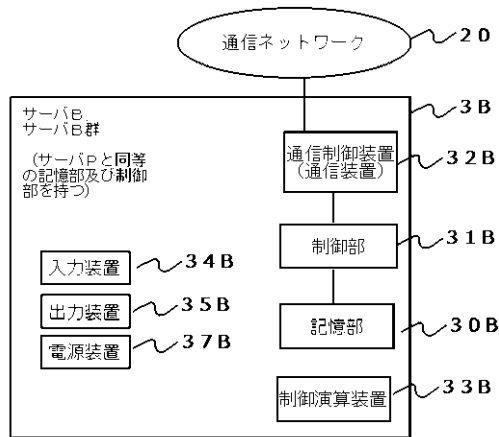 通信ネットワーク
20
サーバB、
サーバB群
(サーバPと同等
の記憶部及び制御
部を持つ)
3B
通信制御装置
(通信装置)
32B
制御部
31B
入力装置
34B
出力装置
35B
電源装置
37B
記憶部
30B
制御演算装置
33B